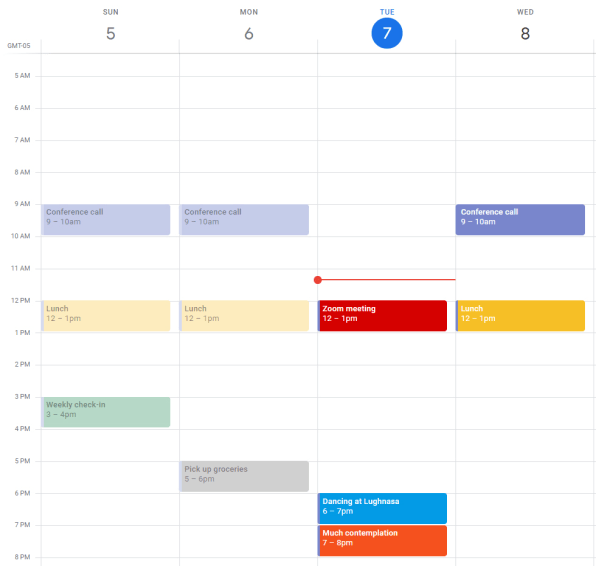 SUN
MON
TUE
WED
5
6
7
8
GMT-05
5 AM
6 AM
7 AM
8 AM
9 AM
Conference call
9 – 10am
Conference call
9 – 10am
Conference call
9 – 10am
10 AM
11 AM
12 PM
Lunch
12 – 1pm
Lunch
12 – 1pm
Zoom meeting
12 – 1pm
Lunch
12 – 1pm
1 PM
2 PM
3 PM
Weekly check-in
3 – 4pm
4 PM
5 PM
Pick up groceries
5 – 6pm
6 PM
Dancing at Lughnasa
6 – 7pm
7 PM
Much contemplation
7 – 8pm
8 PM